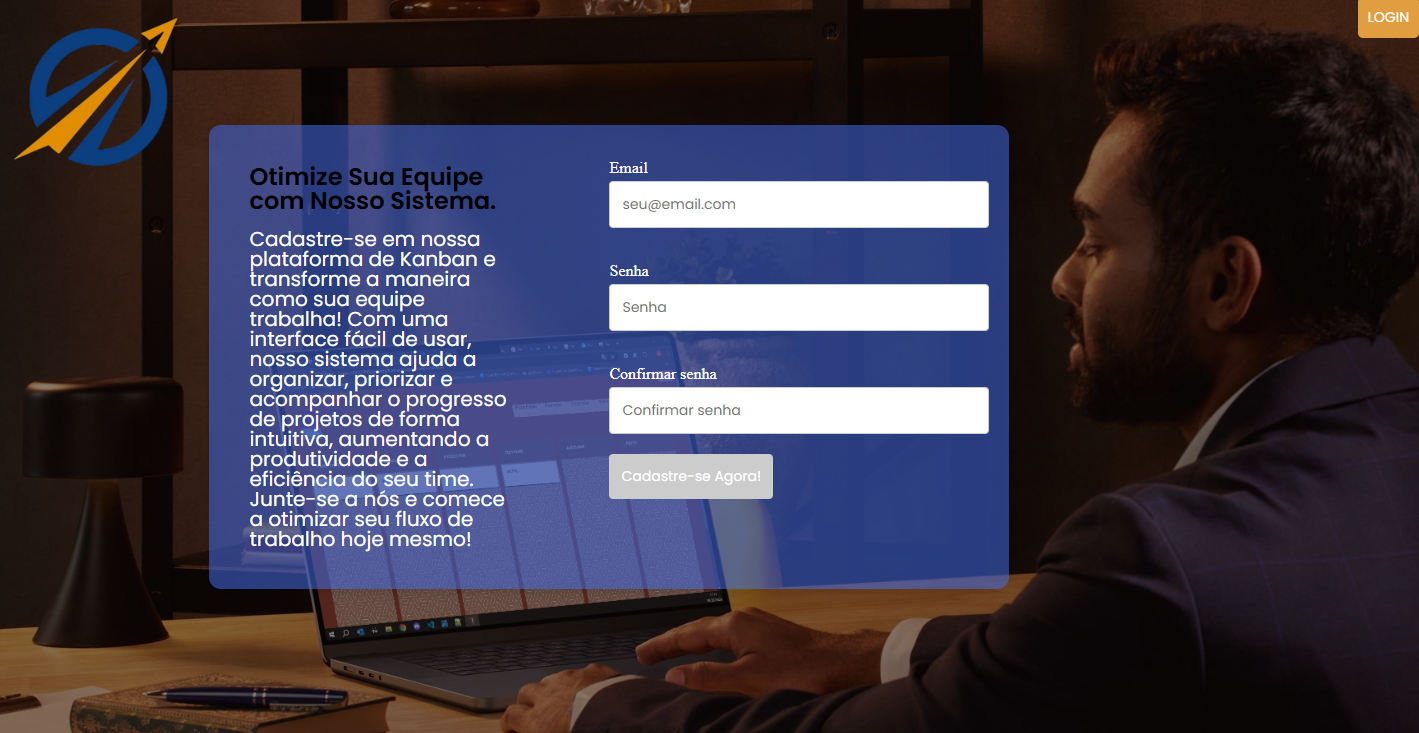 LOGIN
Otimize Sua Equipe
com Nosso Sistema.
Cadastre-se em nossa
plataforma de Kanban e
transforme a maneira
como sua equipe
trabalha! Com uma
interface fácil de usar,
nosso sistema ajuda a
organizar, priorizar e
acompanhar o progresso
de projetos de forma
intuitiva, aumentando a
produtividade e a
eficiência do seu time.
Junte-se a nós e comece
a otimizar seu fluxo de
trabalho hoje mesmo!
Email
seu@email.com
Senha
Senha
Confirmar senha
Confirmar senha
Cadastre-se Agora!